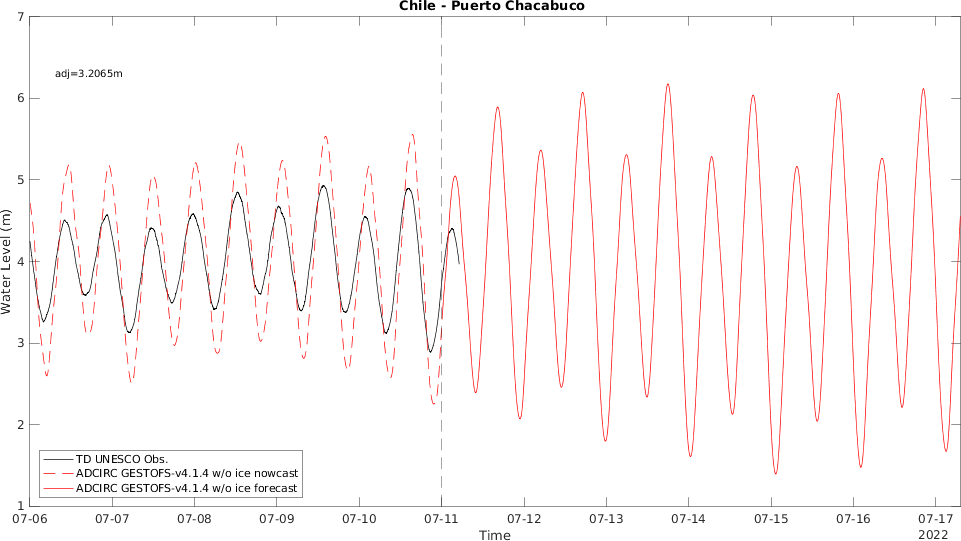 Chile - Puerto Chacabuco
7
adj=3.2065m
6
5
4
3
2
1
Water Level (m)
TD UNESCO Obs.
ADCIRC GESTOFS-v4.1.4 w/o ice nowcast
ADCIRC GESTOFS-v4.1.4 w/o ice forecast
07-06 07-07 07-08 07-09 07-10 07-11 07-12 07-13 07-14 07-15 07-16 07-17
Time
2022